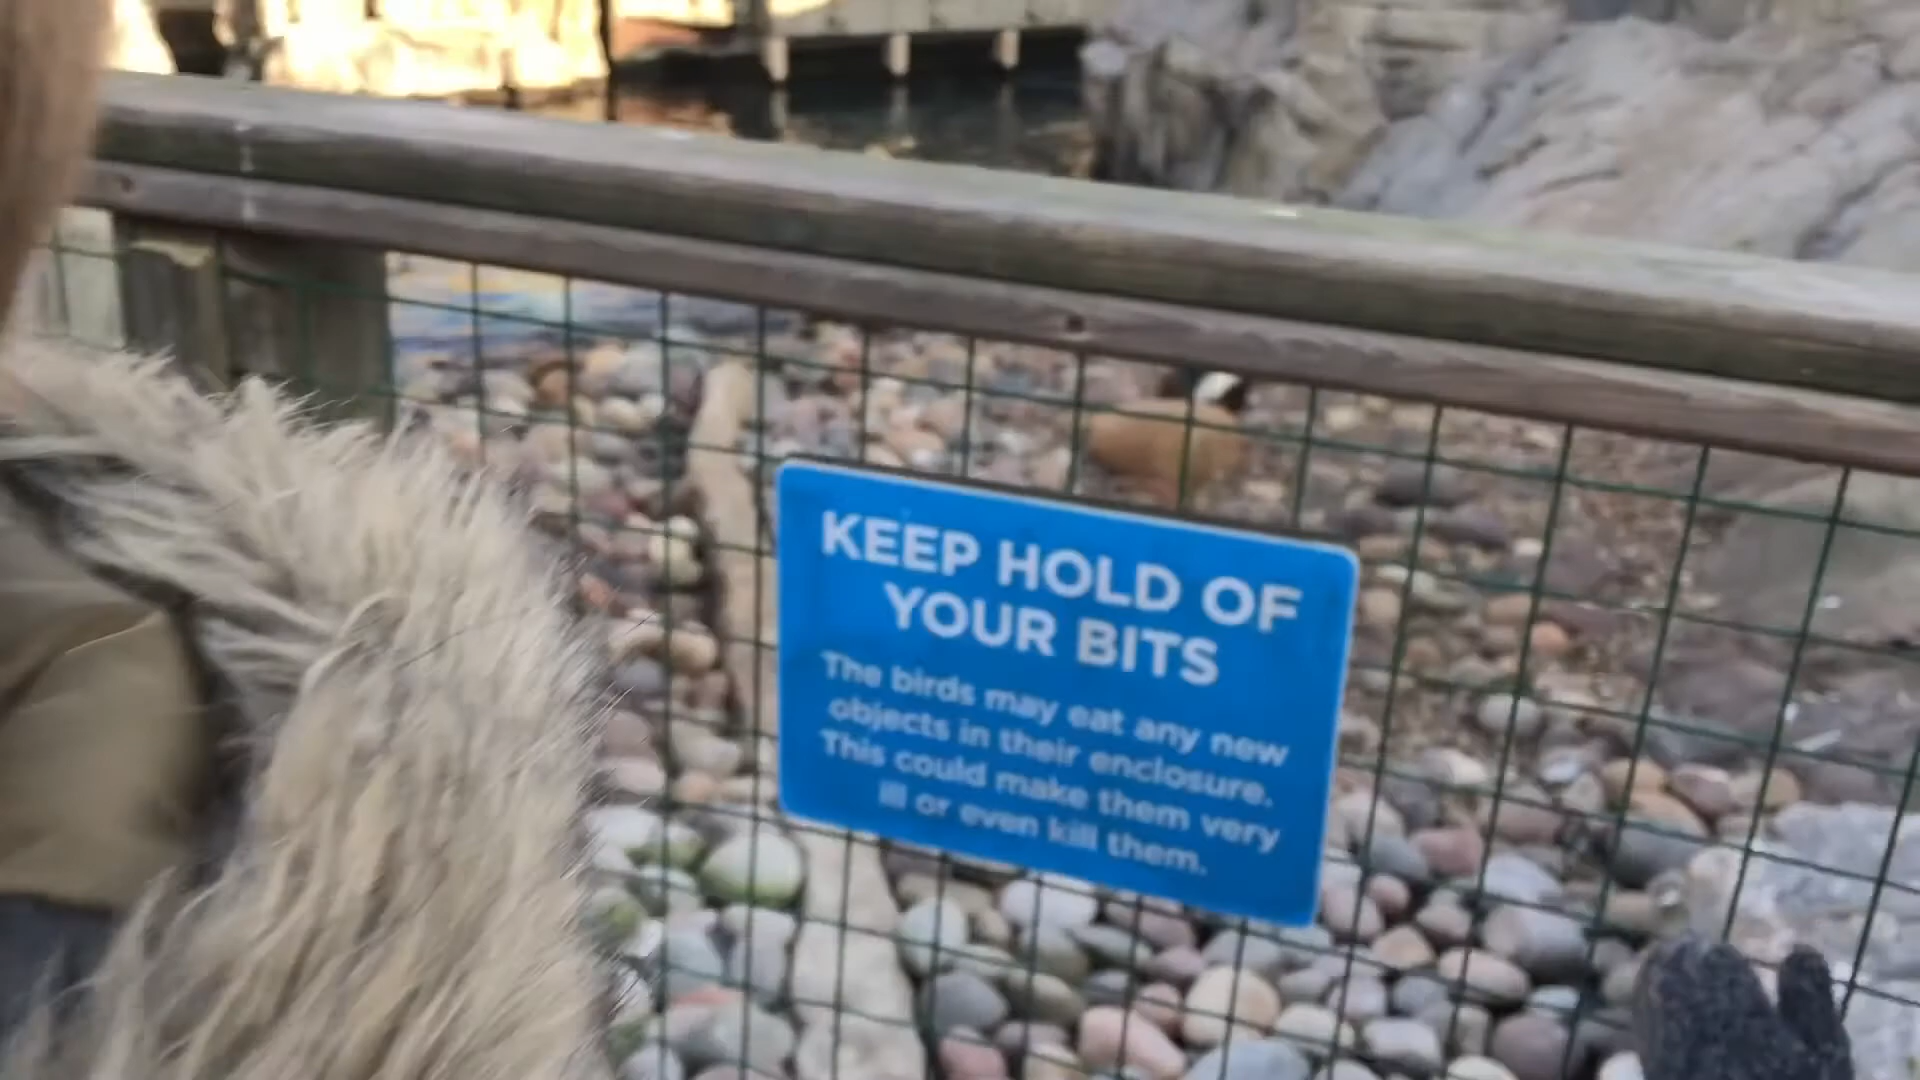 KEEP HOLD OF
YOUR BITS
The birds may eat any new
objects in their enclosure.
This could make them very
ill or even kill them.